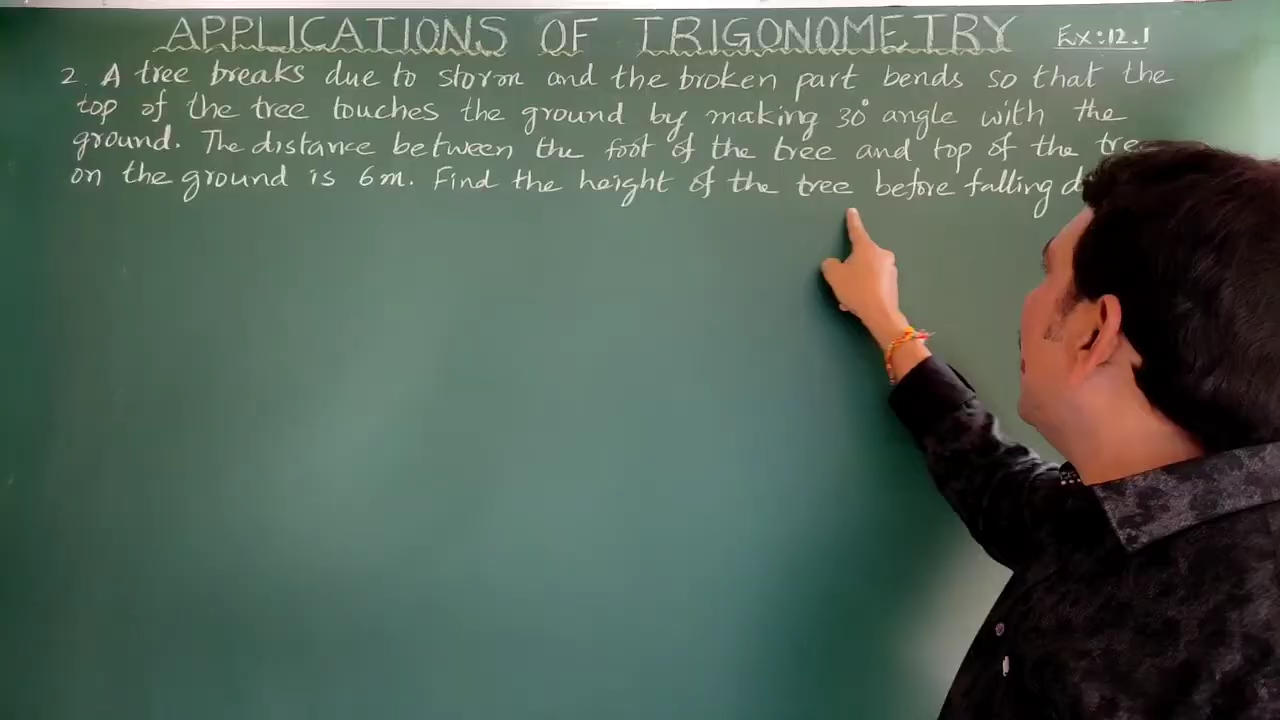 APPLICATIONS OF TRIGONOMETRY Ex:12.1
2. A tree breaks due to storm and the broken part bends so that the
top of the tree touches the ground by making 30° angle with the
ground. The distance between the foot of the tree and top of the
on the ground is 6m. Find the height of the tree before falling